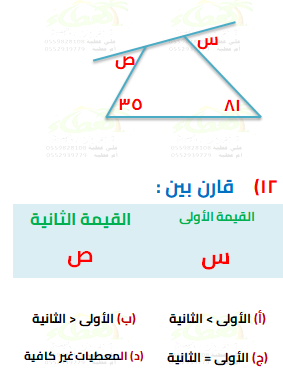 س
ص
٣٥ ٨١
١٢) قارن بين :
القيمة الأولى القيمة الثانية
س ص
(أ) الأولى > الثانية (ب) الأولى < الثانية
(ج) الأولى = الثانية (د) المعطيات غير كافية